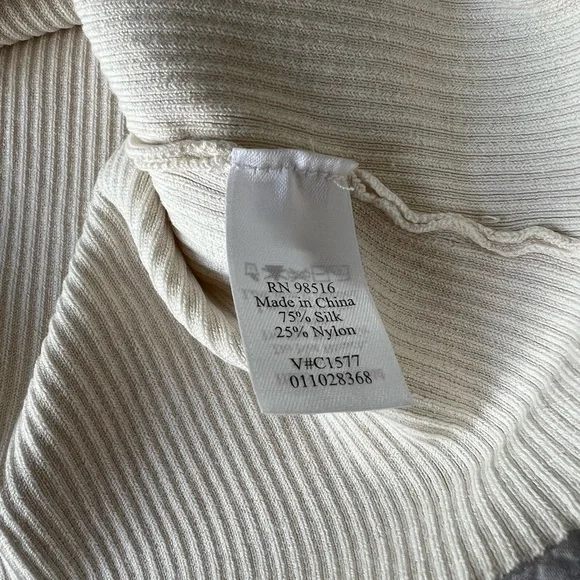 RN 98516
Made in China
75% Silk
25% Nylon
V#C1577
011028368